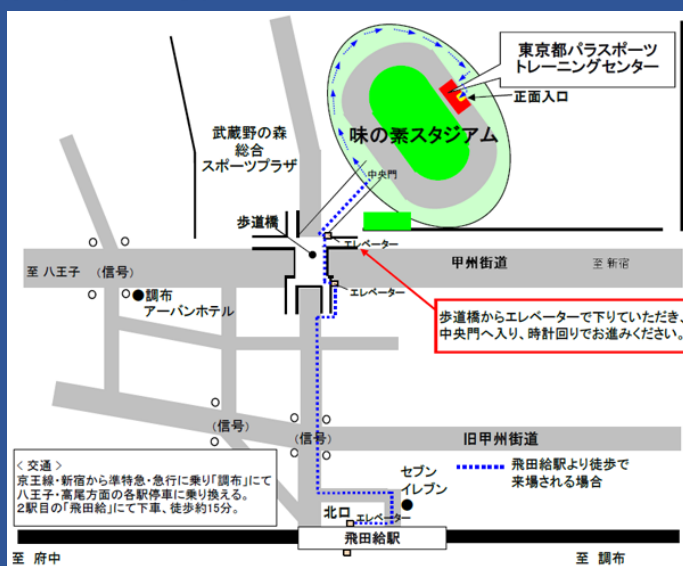 東京都パラスポーツ
トレーニングセンター
正面入口
味の素スタジアム
武蔵野の森
総合
スポーツプラザ
中央門
歩道橋
エレベーター
甲州街道
至 新宿
至 八王子
(信号)
エレベーター
●調布
アーバンホテル
歩道橋からエレベーターで下りていただき、
中央門へ入り、時計回りでお進みください。
(信号)
(信号)
旧甲州街道
<交通>
京王線・新宿から準特急・急行に乗り「調布」にて
八王子・高尾方面の各駅停車に乗り換える。
2駅目の「飛田給」にて下車、徒歩約15分。
セブン
イレブン
飛田給駅より徒歩で
来場される場合
北口
エレベーター
飛田給駅
至 府中
至 調布